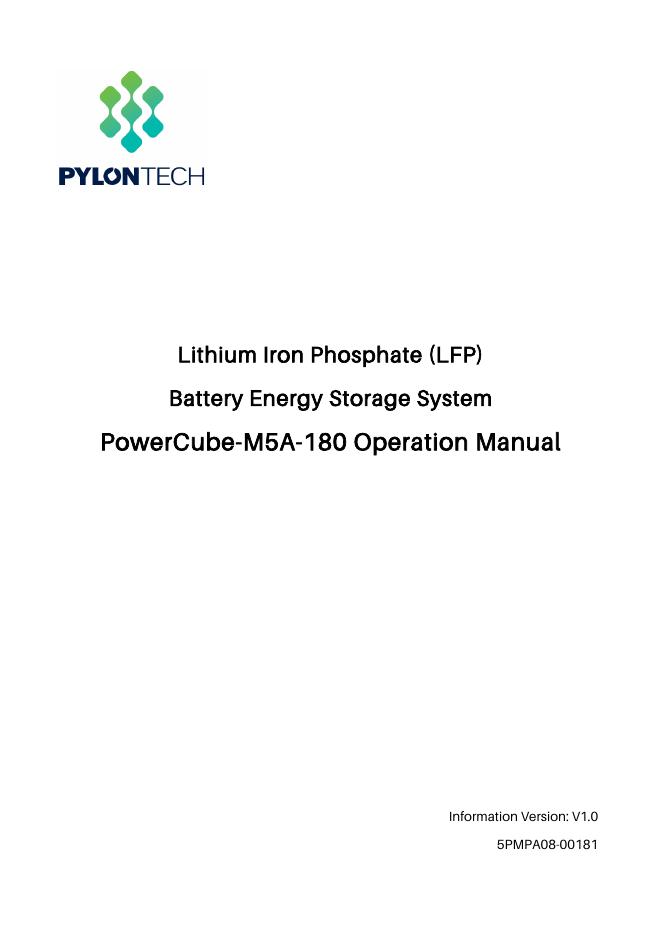 PYLONTECH
Lithium Iron Phosphate (LFP)
Battery Energy Storage System
PowerCube-M5A-180 Operation Manual
Information Version: V1.0
5PMPA08-00181